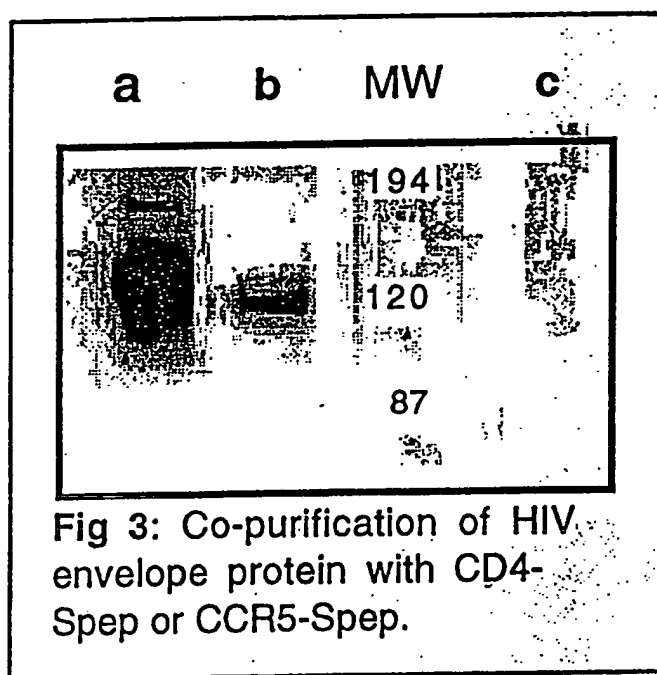 a b MW c
194
120
87
Fig 3: Co-purification of HIV
envelope protein with CD4-
Spep or CCR5-Spep.